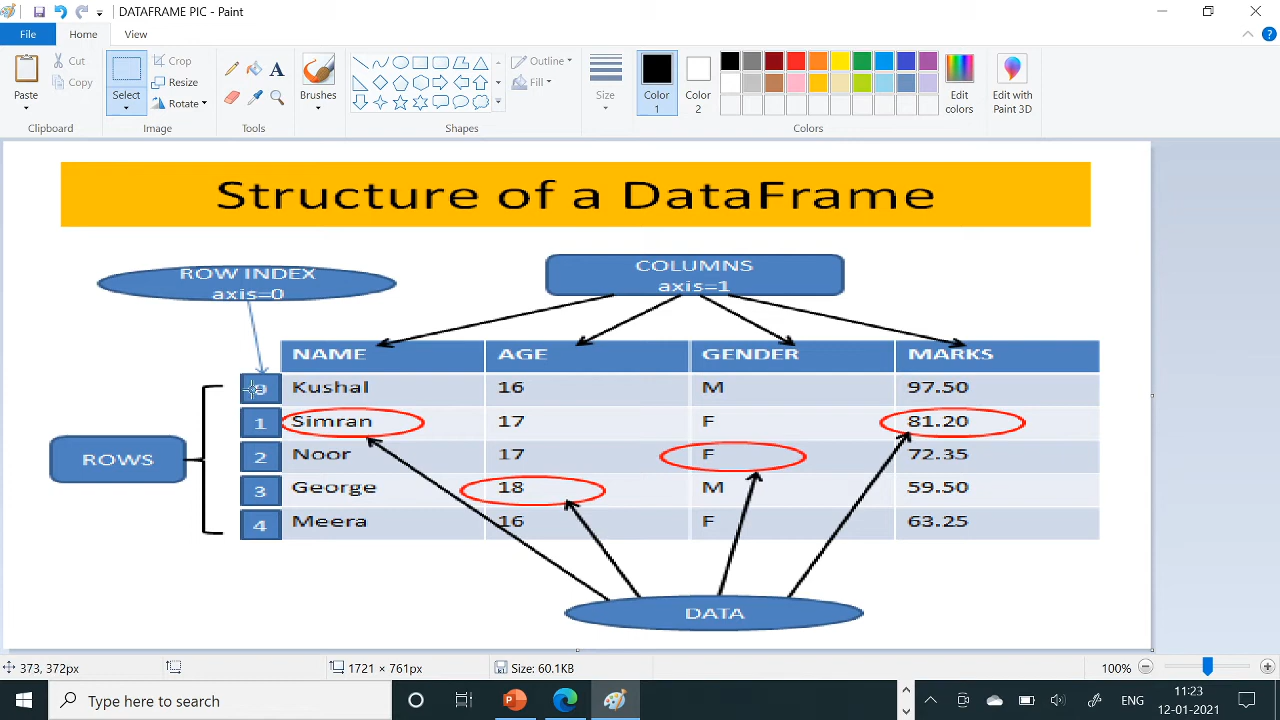 DATAFRAME PIC - Paint
File Home View
Paste
Cut
Copy
Clipboard
Select
Crop
Resize
Rotate
Image
A
Tools
Brushes
Outline
Fill
Shapes
Size
Color 1
Color 2
Edit colors
Colors
Edit with Paint 3D
Structure of a DataFrame
ROW INDEX
axis=0
COLUMNS
axis=1
NAME AGE GENDER MARKS
0 Kushal 16 M 97.50
1 Simran 17 F 81.20
ROWS
2 Noor 17 F 72.35
3 George 18 M 59.50
4 Meera 16 F 63.25
DATA
373, 372px 1721 × 761px Size: 60.1KB 100%
Type here to search ENG 11:23
12-01-2021